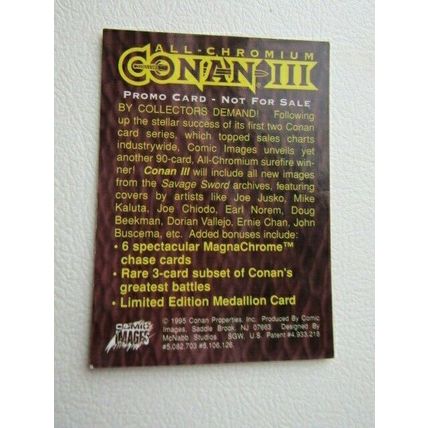 ALL-CHROMIUM
CONAN III
PROMO CARD - NOT FOR SALE
BY COLLECTORS DEMAND! Following
up the stellar success of its first two Conan
card series, which topped sales charts
industrywide, Comic Images unveils yet
another 90-card, All-Chromium surefire win-
ner! Conan III will include all new images
from the Savage Sword archives, featuring
covers by artists like Joe Jusko, Mike
Kaluta, Joe Chiodo, Earl Norem, Doug
Beekman, Dorian Vallejo, Ernie Chan, John
Buscema, etc. Added bonuses include:
• 6 spectacular MagnaChrome™
chase cards
• Rare 3-card subset of Conan's
greatest battles
• Limited Edition Medallion Card
© 1995 Conan Properties, Inc. Produced By Comic
Images, Saddle Brook, NJ 07663. Designed By
McNabb Studios. SGW, U.S. Patent #4,933,218
#5,082,703 #5,106,126.
COMIC
IMAGES